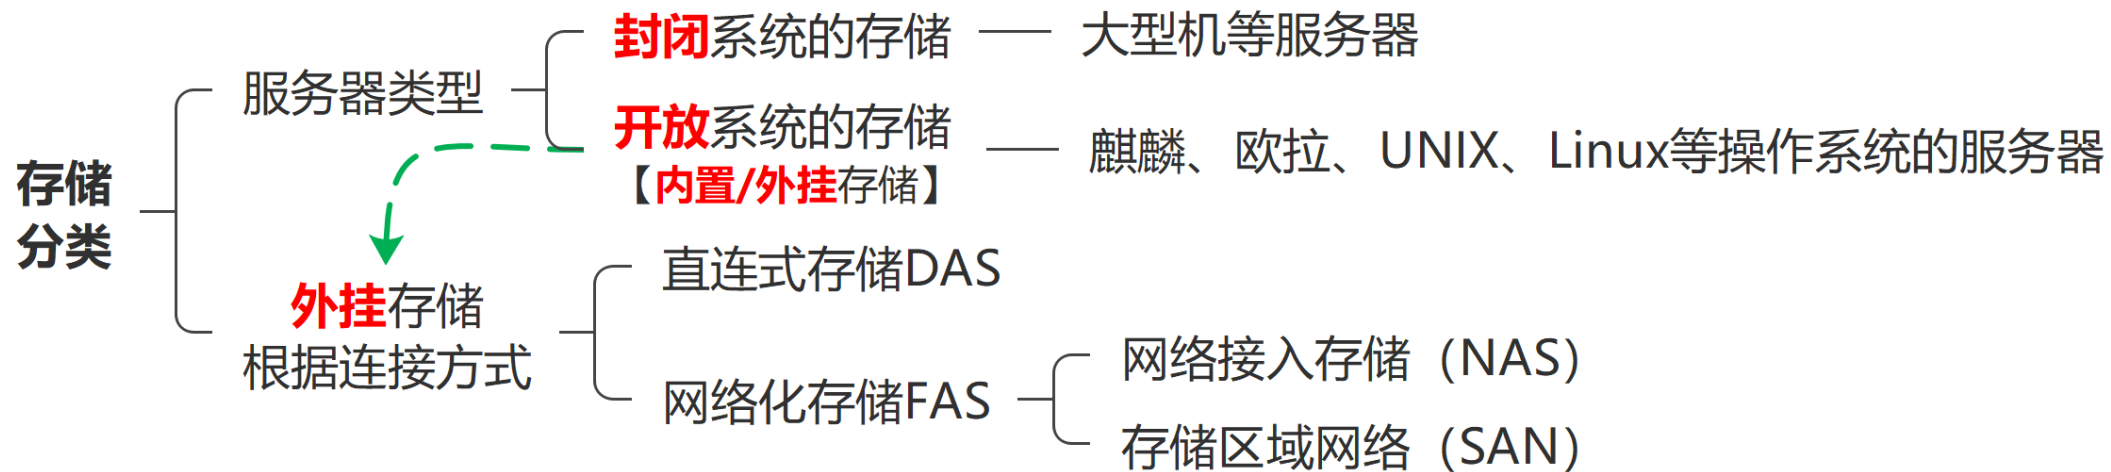 存储
分类
服务器类型
封闭系统的存储
大型机等服务器
开放系统的存储
【内置/外挂存储】
麒麟、欧拉、UNIX、Linux等操作系统的服务器
外挂存储
根据连接方式
直连式存储DAS
网络化存储FAS
网络接入存储（NAS）
存储区域网络（SAN）